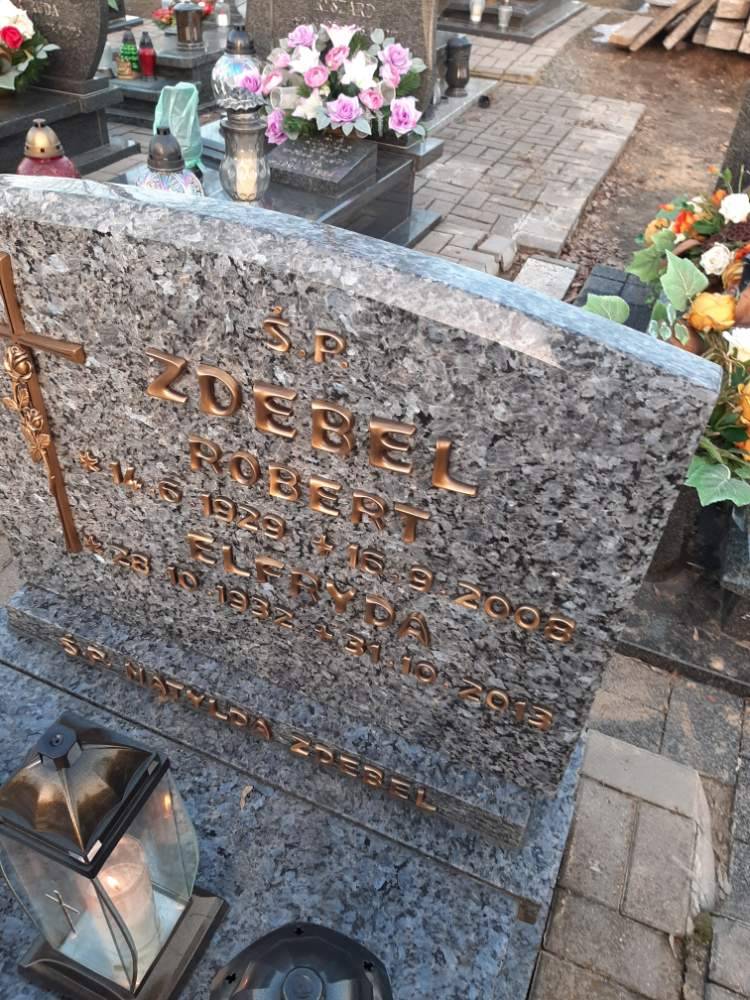 Ś.P.
ZDEBEL
ROBERT
* 14.6.1929 + 16.9.2008
ELFRYDA
* 28.10.1932 + 31.10.2013
Ś.P. MATYLDA ZDEBEL